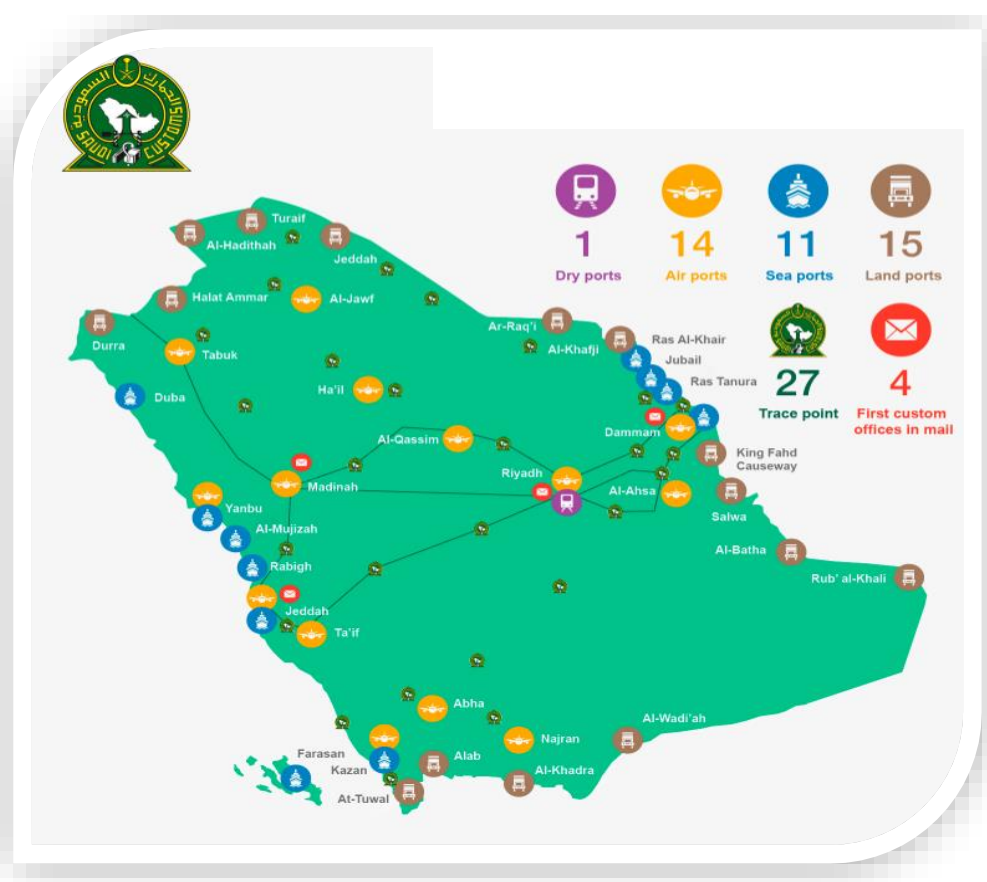 الجمارك السعودية
SAUDI CUSTOMS
1
14
11
15
Dry ports
Air ports
Sea ports
Land ports
27
4
Trace point
First custom
offices in mail
Turaif
Al-Hadithah
Jeddah
Halat Ammar
Al-Jawf
Durra
Tabuk
Duba
Ha'il
Ar-Raq'i
Al-Khafji
Ras Al-Khair
Jubail
Ras Tanura
Dammam
Al-Qassim
King Fahd
Causeway
Riyadh
Madinah
Al-Ahsa
Salwa
Yanbu
Al-Mujizah
Al-Batha
Rabigh
Rub' al-Khali
Jeddah
Ta'if
Abha
Al-Wadi'ah
Najran
Farasan
Kazan
Alab
Al-Khadra
At-Tuwal